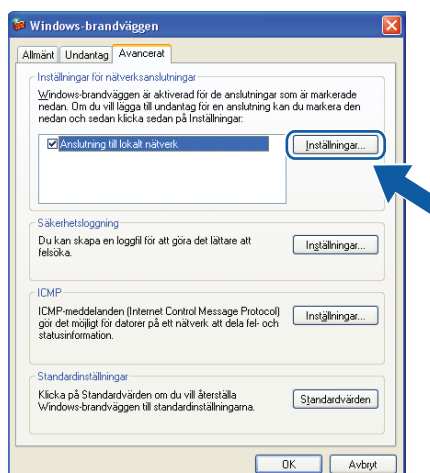 Windows-brandväggen
Allmänt Undantag Avancerat
Inställningar för nätverksanslutningar
Windows-brandväggen är aktiverad för de anslutningar som är markerade
nedan. Om du vill lägga till undantag för en anslutning kan du markera den
nedan och sedan klicka sedan på Inställningar:
Anslutning till lokalt nätverk
Inställningar...
Säkerhetsloggning
Du kan skapa en loggfil för att göra det lättare att
felsöka.
Inställningar...
ICMP
ICMP-meddelanden (Internet Control Message Protocol)
gör det möjligt för datorer på ett nätverk att dela fel- och
statusinformation.
Inställningar...
Standardinställningar
Klicka på Standardvärden om du vill återställa
Windows-brandväggen till standardinställningarna.
Standardvärden
OK Avbryt